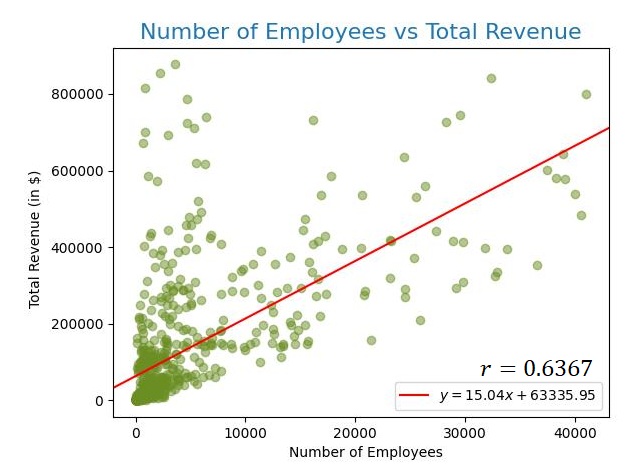 Number of Employees vs Total Revenue
Total Revenue (in $)
800000
600000
400000
200000
0
r = 0.6367
y = 15.04x + 63335.95
0 10000 20000 30000 40000
Number of Employees